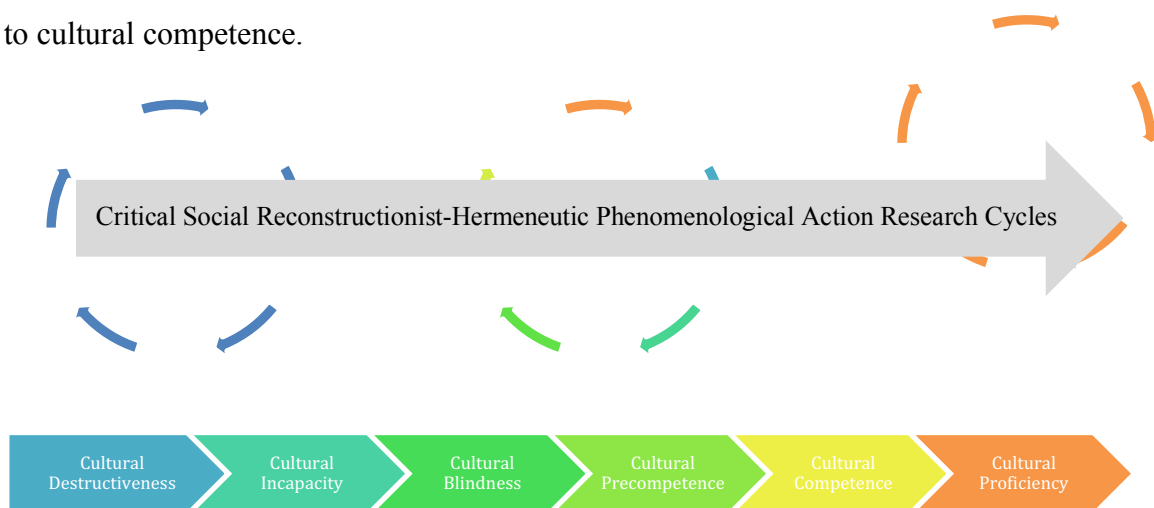 to cultural competence.
Critical Social Reconstructionist-Hermeneutic Phenomenological Action Research Cycles
Cultural
Destructiveness
Cultural
Incapacity
Cultural
Blindness
Cultural
Precompetence
Cultural
Competence
Cultural
Proficiency